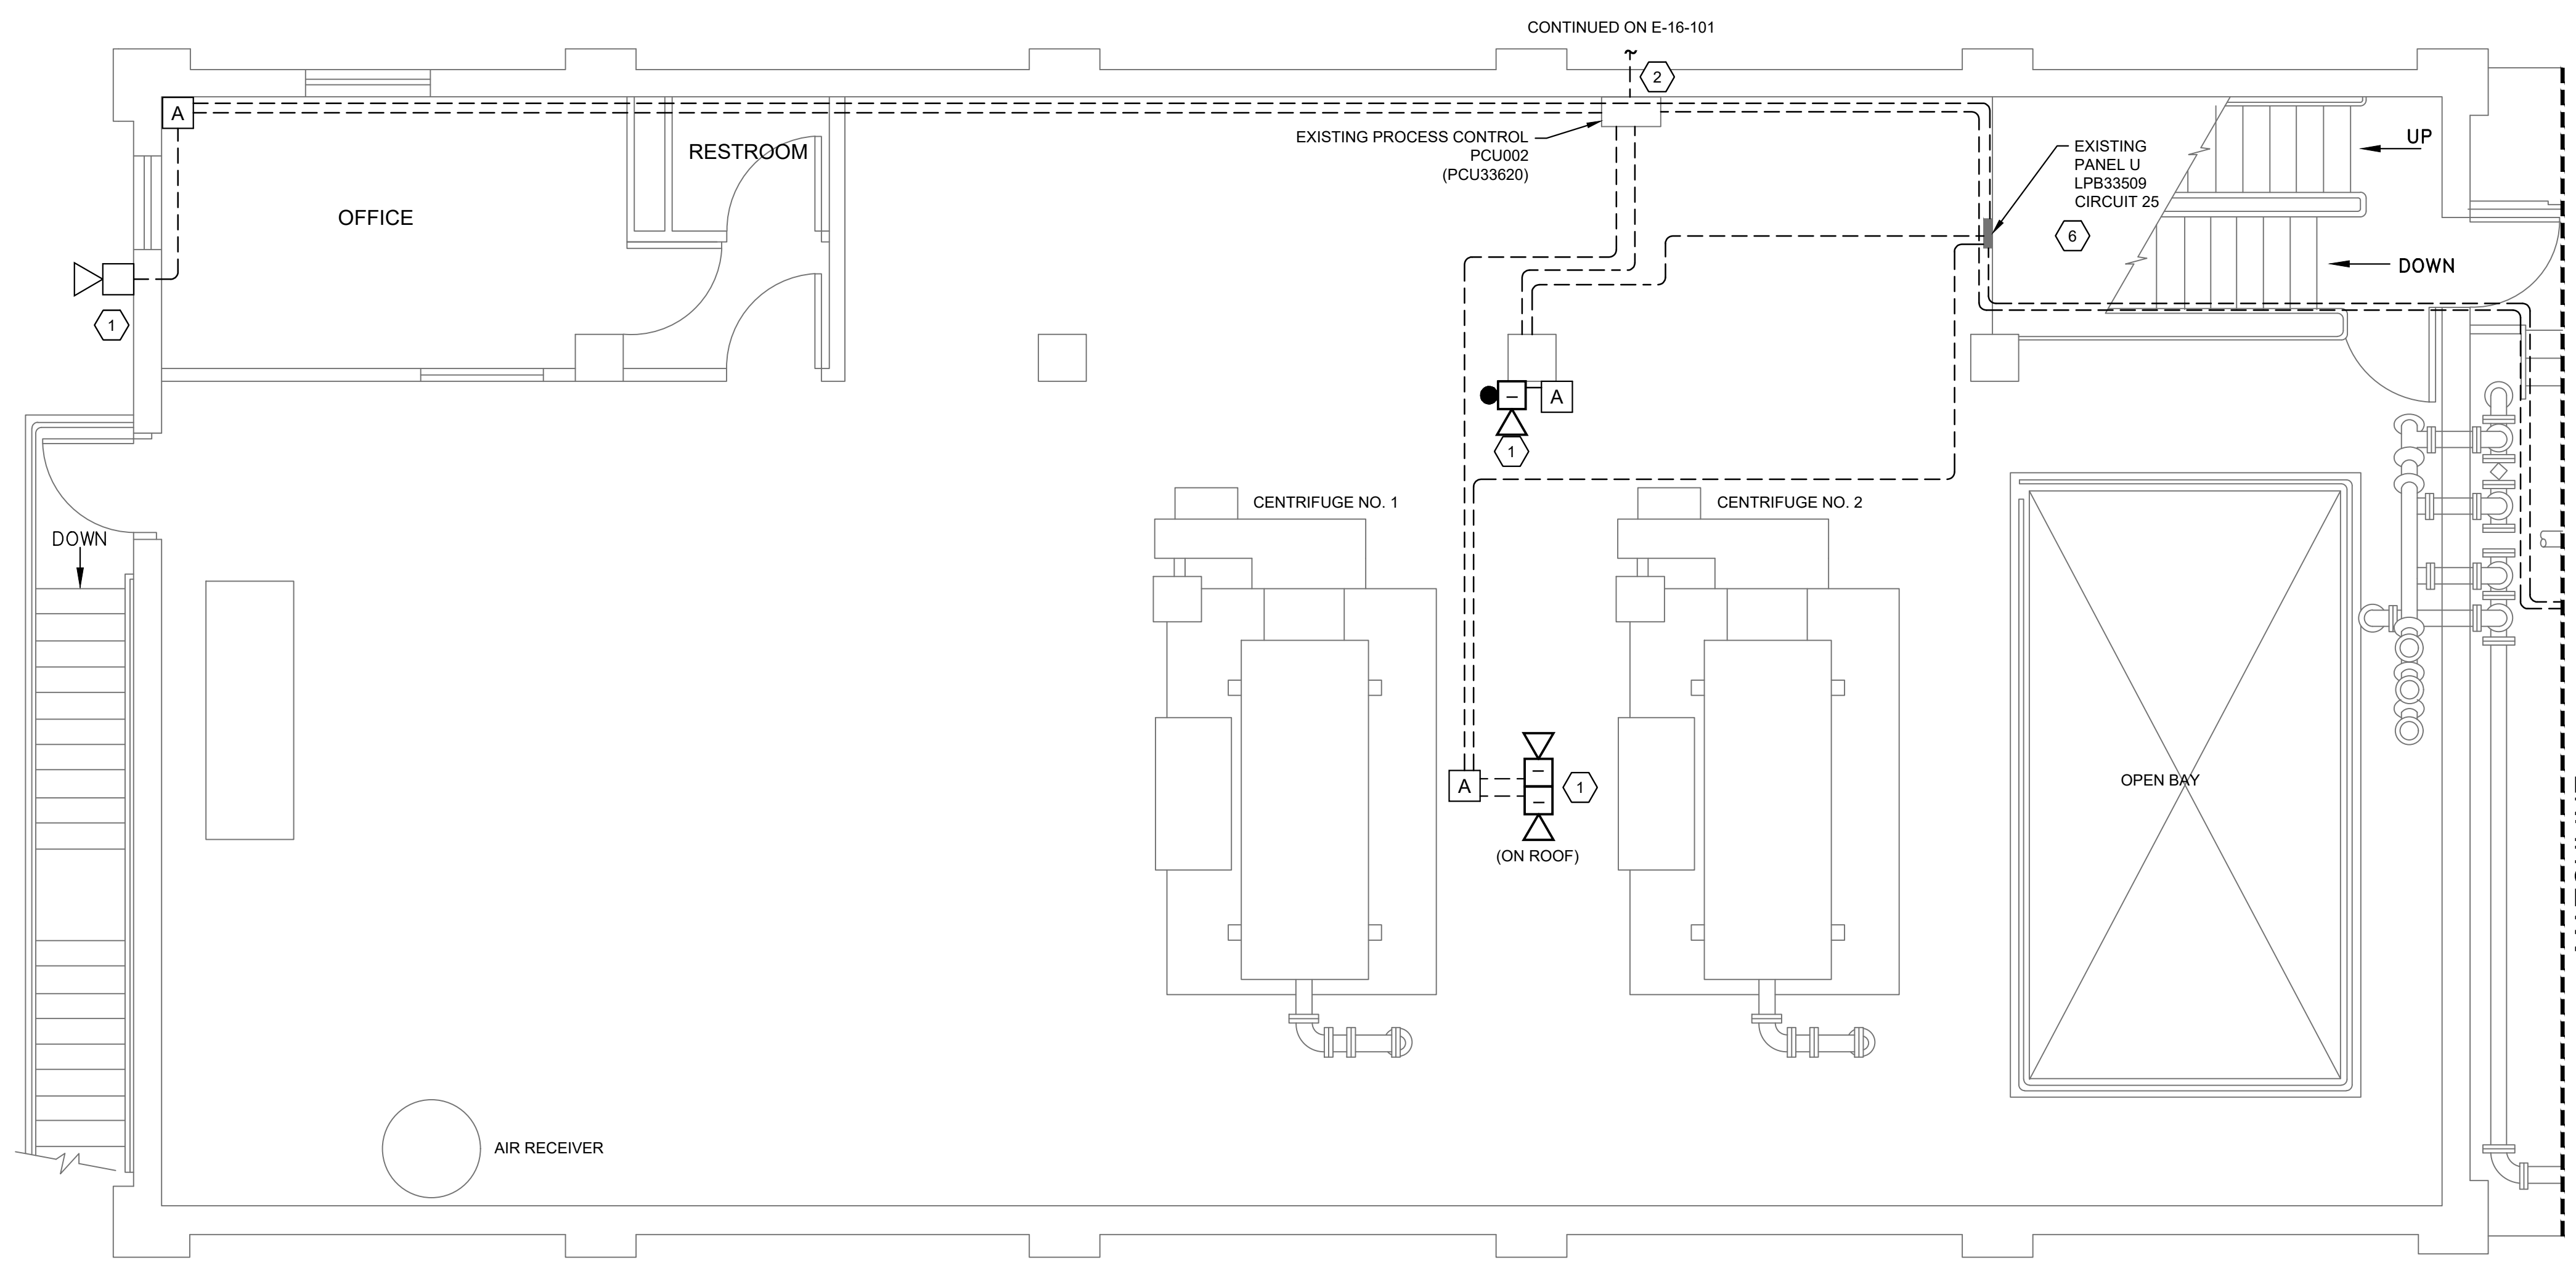 CONTINUED ON E-16-101
2
A
EXISTING PROCESS CONTROL
PCU002
(PCU33620)
RESTROOM
OFFICE
UP
EXISTING
PANEL U
LPB33509
CIRCUIT 25
6
DOWN
1
A
1
CENTRIFUGE NO. 1
CENTRIFUGE NO. 2
DOWN
A
1
(ON ROOF)
OPEN BAY
AIR RECEIVER